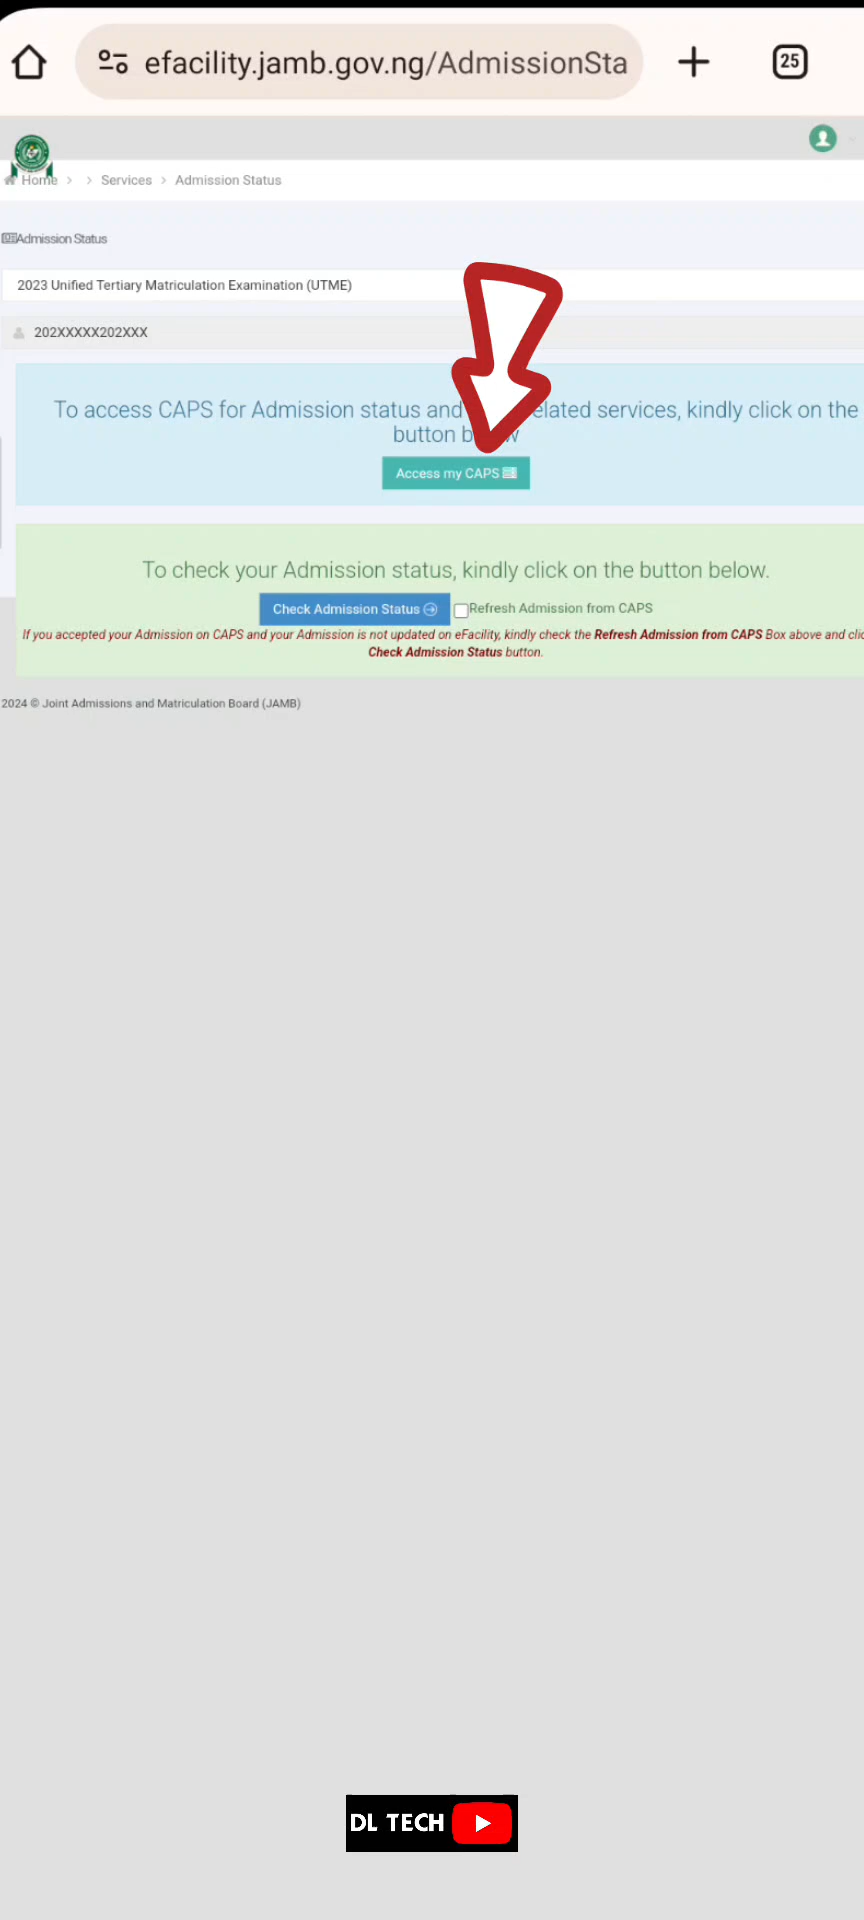 efacility.jamb.gov.ng/AdmissionSta
25
Home > > Services > Admission Status
Admission Status
2023 Unified Tertiary Matriculation Examination (UTME)
202XXXXX202XXX
To access CAPS for Admission status and elated services, kindly click on the
button b w
Access my CAPS
To check your Admission status, kindly click on the button below.
Check Admission Status Refresh Admission from CAPS
If you accepted your Admission on CAPS and your Admission is not updated on eFacility, kindly check the Refresh Admission from CAPS Box above and clic
Check Admission Status button.
2024 © Joint Admissions and Matriculation Board (JAMB)
DL TECH